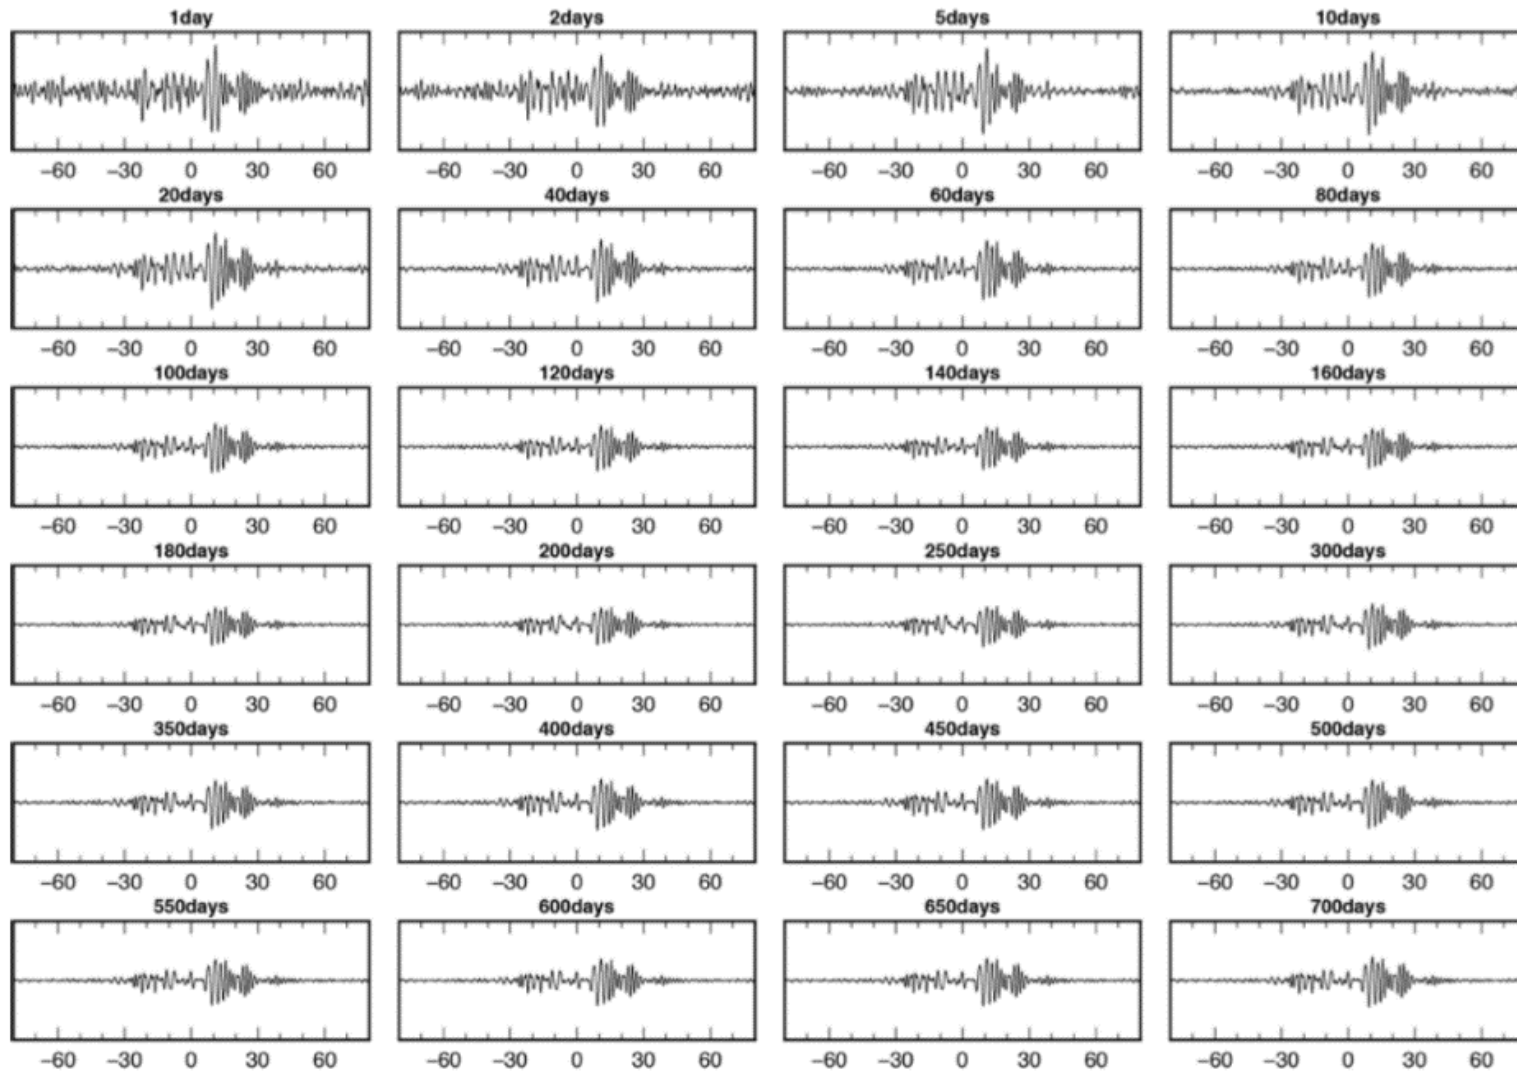 1day 2days 5days 10days
−60 −30 0 30 60 −60 −30 0 30 60 −60 −30 0 30 60 −60 −30 0 30 60
20days 40days 60days 80days
−60 −30 0 30 60 −60 −30 0 30 60 −60 −30 0 30 60 −60 −30 0 30 60
100days 120days 140days 160days
−60 −30 0 30 60 −60 −30 0 30 60 −60 −30 0 30 60 −60 −30 0 30 60
180days 200days 250days 300days
−60 −30 0 30 60 −60 −30 0 30 60 −60 −30 0 30 60 −60 −30 0 30 60
350days 400days 450days 500days
−60 −30 0 30 60 −60 −30 0 30 60 −60 −30 0 30 60 −60 −30 0 30 60
550days 600days 650days 700days
−60 −30 0 30 60 −60 −30 0 30 60 −60 −30 0 30 60 −60 −30 0 30 60